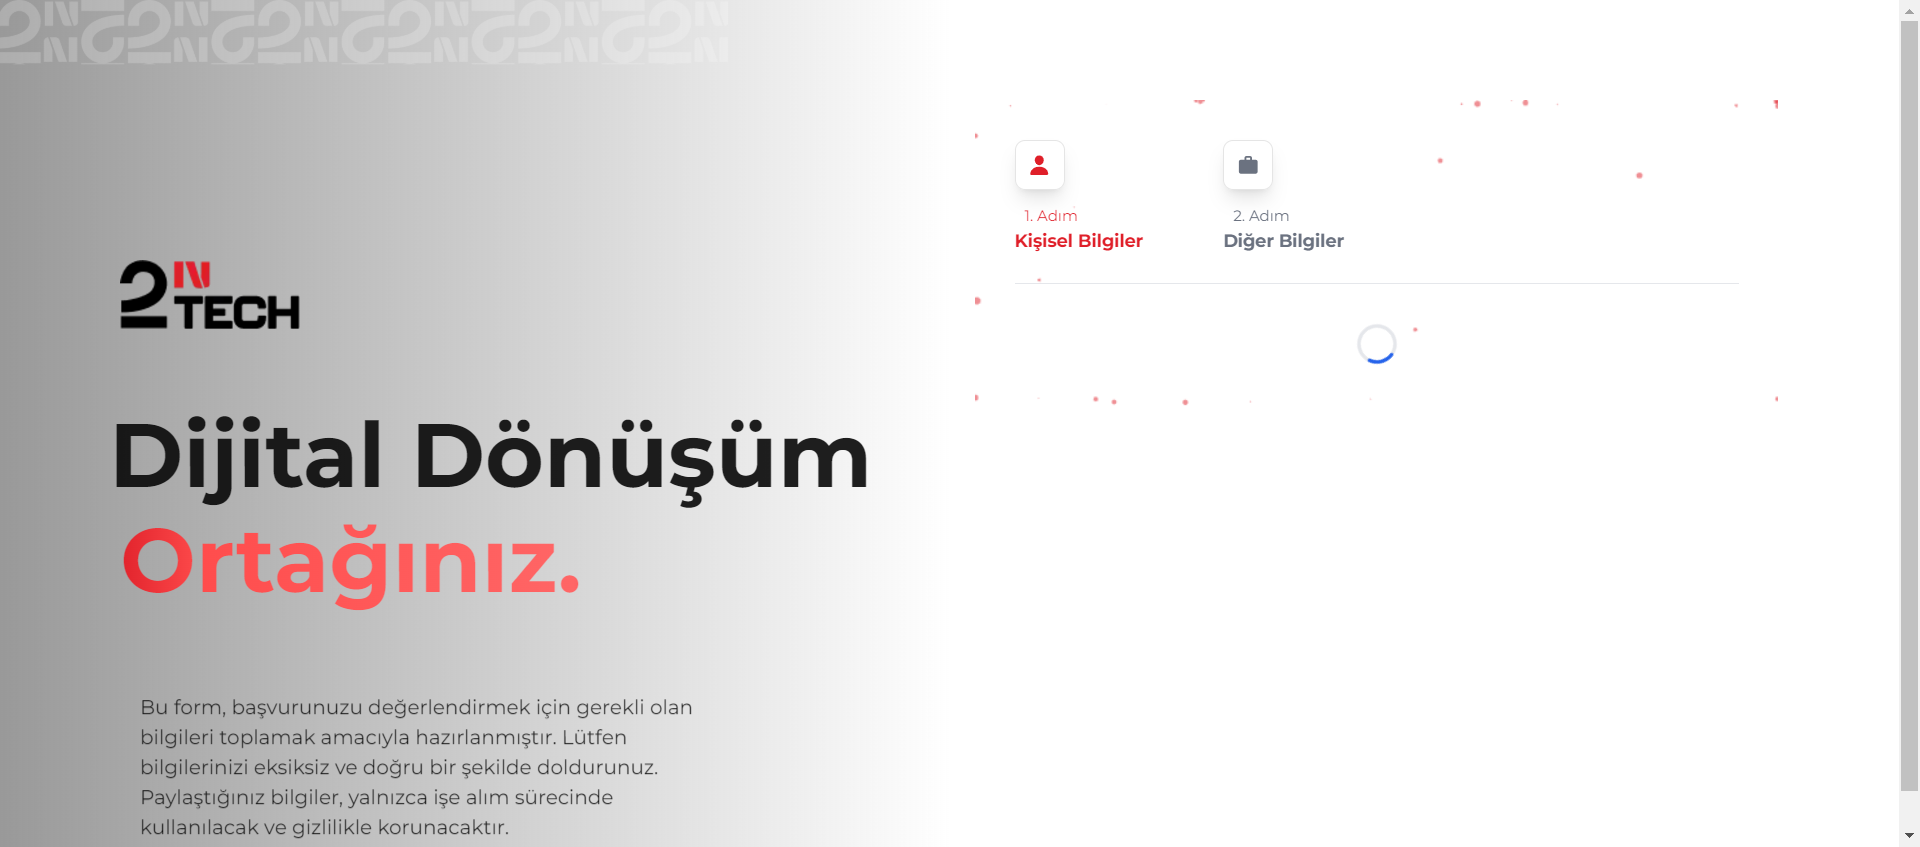 2IN
TECH
Dijital Dönüşüm
Ortağınız.
Bu form, başvurunuzu değerlendirmek için gerekli olan
bilgileri toplamak amacıyla hazırlanmıştır. Lütfen
bilgilerinizi eksiksiz ve doğru bir şekilde doldurunuz.
Paylaştığınız bilgiler, yalnızca işe alım sürecinde
kullanılacak ve gizlilikle korunacaktır.
1. Adım
Kişisel Bilgiler
2. Adım
Diğer Bilgiler